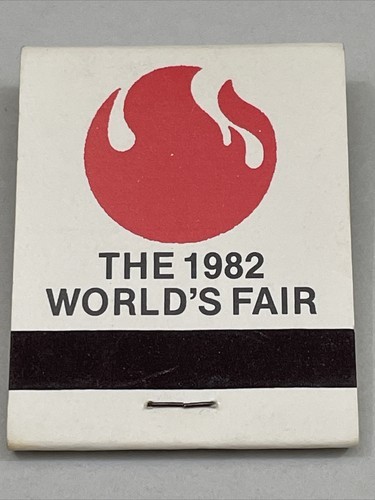 THE 1982
WORLD'S FAIR